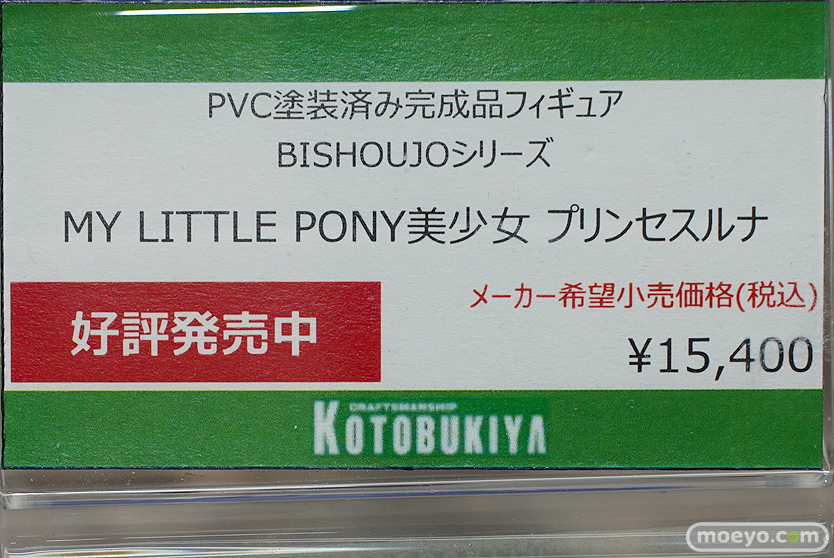 PVC塗装済み完成品フィギュア
BISHOUJOシリーズ
MY LITTLE PONY美少女 プリンセスルナ
好評発売中
メーカー希望小売価格(税込)
¥15,400
CRAFTSMANSHIP
KOTOBUKIYA
moeyo.com